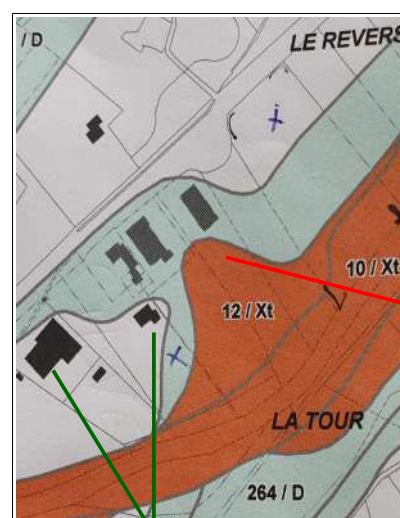 / D
LE REVERS
10 / Xt
12 / Xt
LA TOUR
264 / D